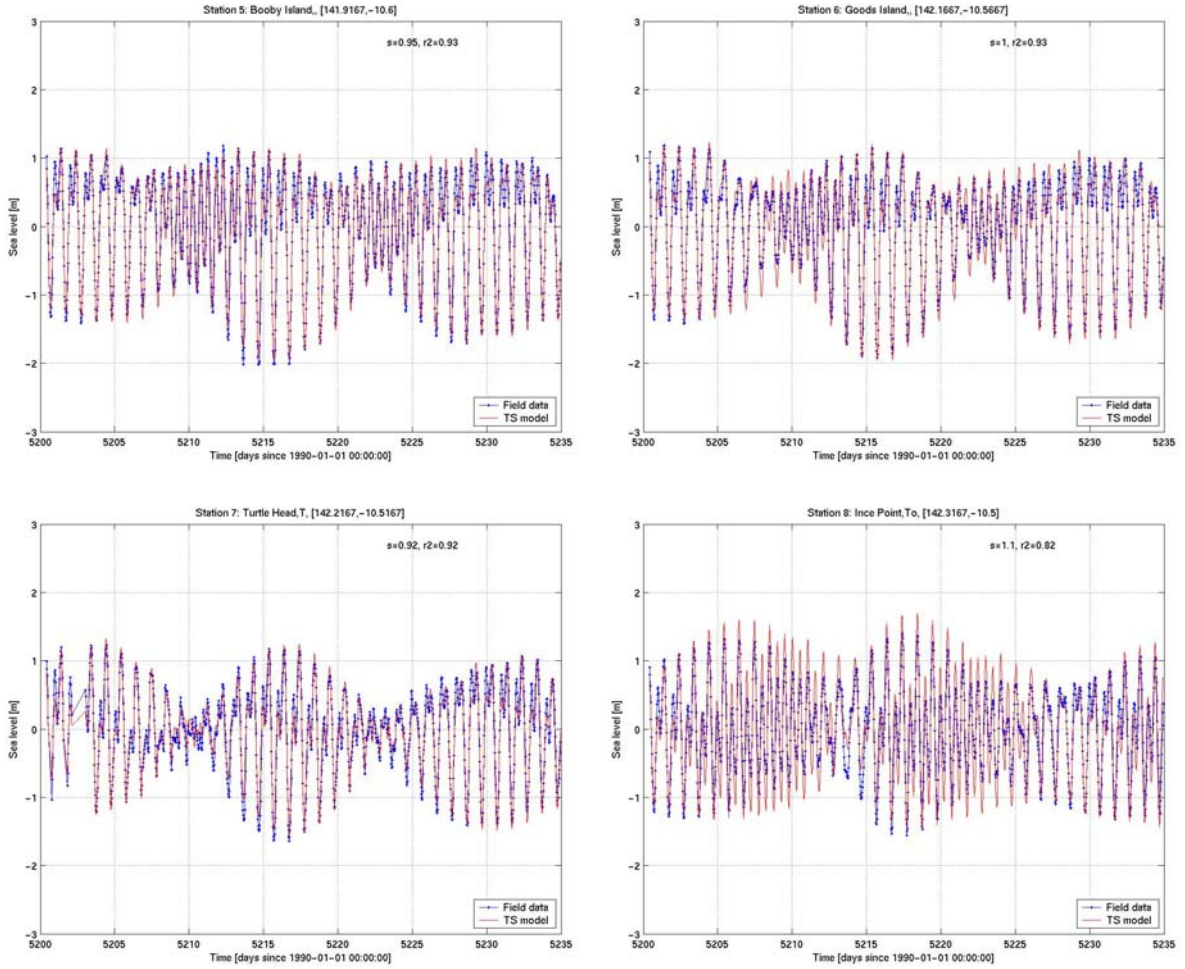 Station 5: Booby Island,, [141.9167,-10.6]
s=0.95, r2=0.93
Sea level [m]
3
2
1
0
-1
-2
-3
Field data
TS model
5200 5205 5210 5215 5220 5225 5230 5235
Time [days since 1990-01-01 00:00:00]
Station 6: Goods Island,, [142.1667,-10.5667]
s=1, r2=0.93
Sea level [m]
3
2
1
0
-1
-2
-3
Field data
TS model
5200 5205 5210 5215 5220 5225 5230 5235
Time [days since 1990-01-01 00:00:00]
Station 7: Turtle Head,T, [142.2167,-10.5167]
s=0.92, r2=0.92
Sea level [m]
3
2
1
0
-1
-2
-3
Field data
TS model
5200 5205 5210 5215 5220 5225 5230 5235
Time [days since 1990-01-01 00:00:00]
Station 8: Ince Point,To, [142.3167,-10.5]
s=1.1, r2=0.82
Sea level [m]
3
2
1
0
-1
-2
-3
Field data
TS model
5200 5205 5210 5215 5220 5225 5230 5235
Time [days since 1990-01-01 00:00:00]